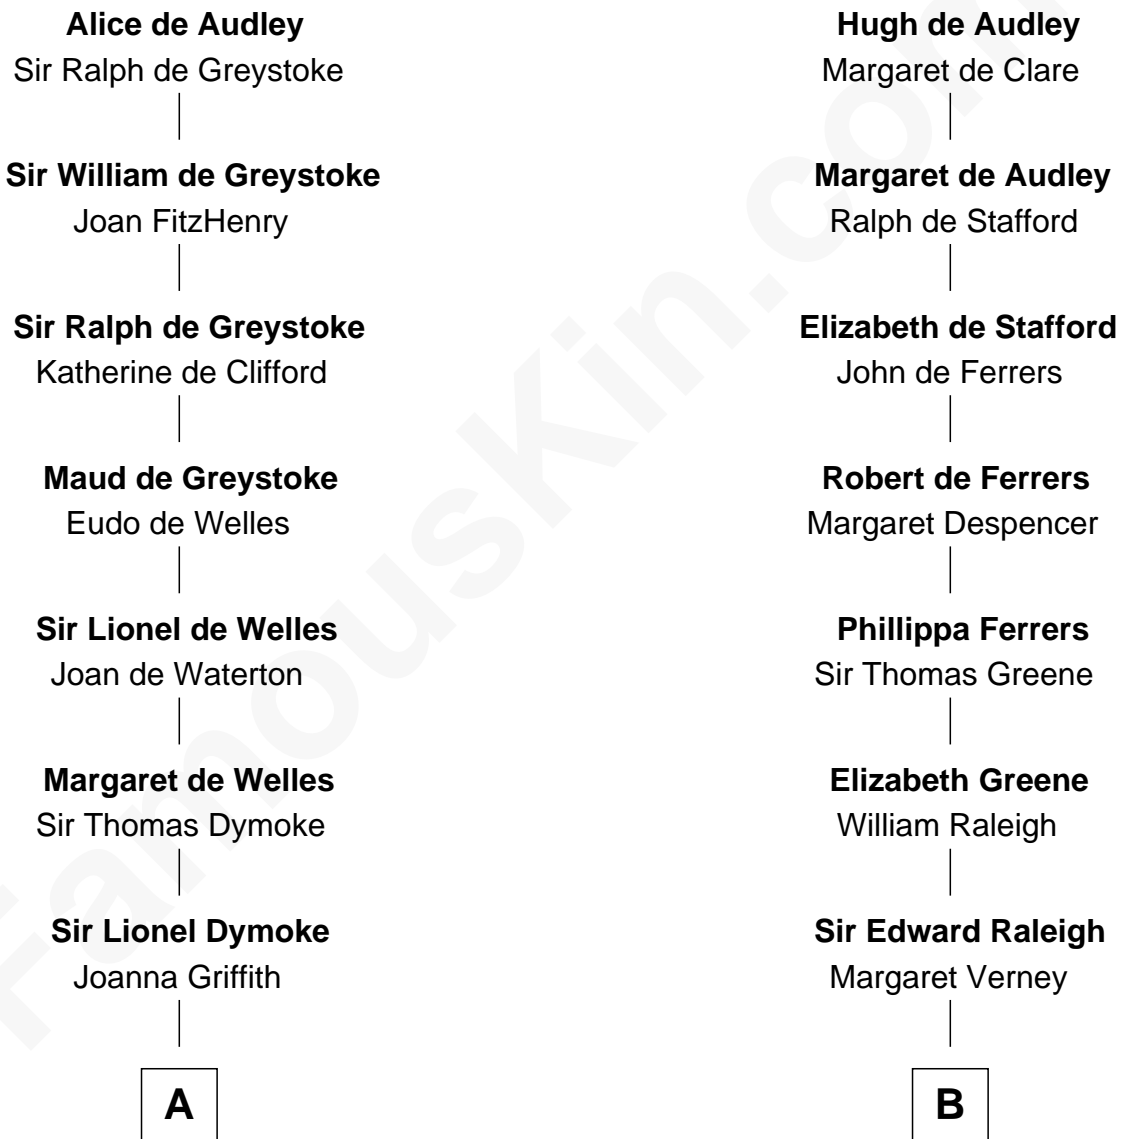 Alice de Audley
Sir Ralph de Greystoke
Sir William de Greystoke
Joan FitzHenry
Sir Ralph de Greystoke
Katherine de Clifford
Maud de Greystoke
Eudo de Welles
Sir Lionel de Welles
Joan de Waterton
Margaret de Welles
Sir Thomas Dymoke
Sir Lionel Dymoke
Joanna Griffith
A
Hugh de Audley
Margaret de Clare
Margaret de Audley
Ralph de Stafford
Elizabeth de Stafford
John de Ferrers
Robert de Ferrers
Margaret Despencer
Phillippa Ferrers
Sir Thomas Greene
Elizabeth Greene
William Raleigh
Sir Edward Raleigh
Margaret Verney
B
FamousKin.com